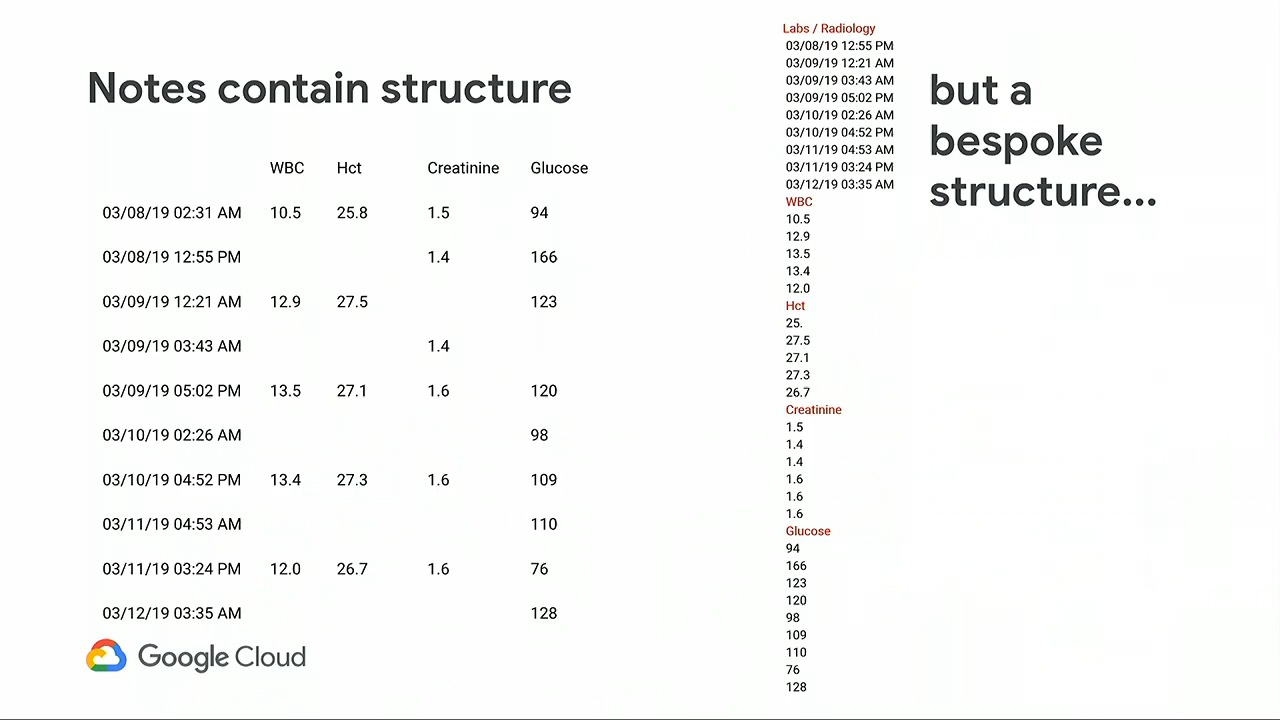 Notes contain structure
WBC Hct Creatinine Glucose
03/08/19 02:31 AM 10.5 25.8 1.5 94
03/08/19 12:55 PM 1.4 166
03/09/19 12:21 AM 12.9 27.5 123
03/09/19 03:43 AM 1.4
03/09/19 05:02 PM 13.5 27.1 1.6 120
03/10/19 02:26 AM 98
03/10/19 04:52 PM 13.4 27.3 1.6 109
03/11/19 04:53 AM 110
03/11/19 03:24 PM 12.0 26.7 1.6 76
03/12/19 03:35 AM 128
Google Cloud
Labs / Radiology
03/08/19 12:55 PM
03/09/19 12:21 AM
03/09/19 03:43 AM
03/09/19 05:02 PM
03/10/19 02:26 AM
03/10/19 04:52 PM
03/11/19 04:53 AM
03/11/19 03:24 PM
03/12/19 03:35 AM
WBC
10.5
12.9
13.5
13.4
12.0
Hct
25.
27.5
27.1
27.3
26.7
Creatinine
1.5
1.4
1.4
1.6
1.6
1.6
Glucose
94
166
123
120
98
109
110
76
128
but a
bespoke
structure...